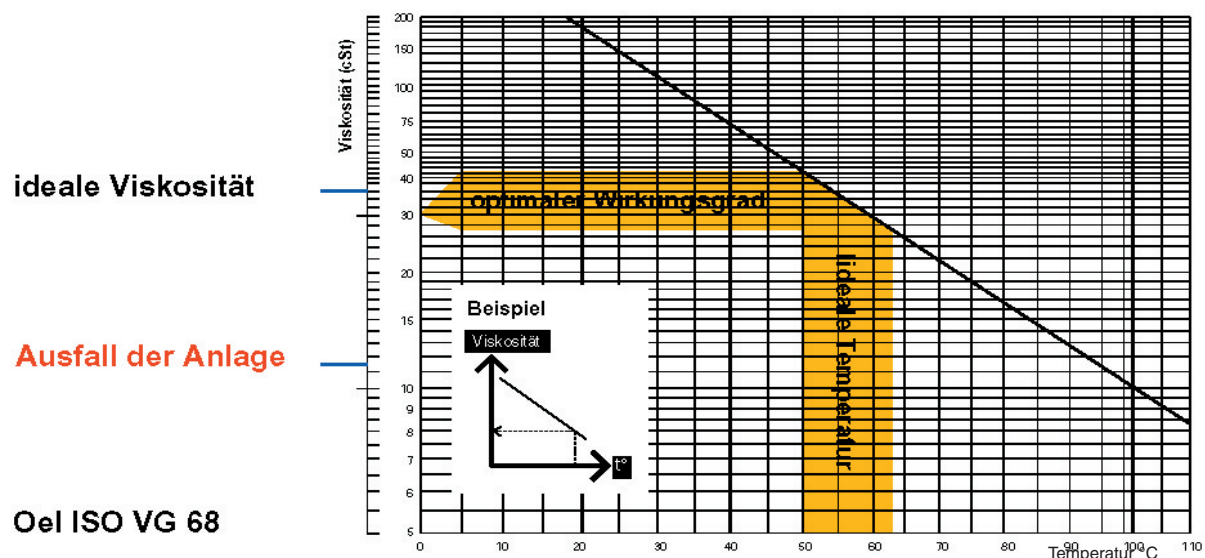 Viskosität (cSt)
200
150
100
75
50
40
30
20
15
10
9
8
7
6
5
ideale Viskosität
optimaler Wirkungsgrad
Iideale Temperatur
Beispiel
Viskosität
t°
Ausfall der Anlage
Oel ISO VG 68
0 10 20 30 40 50 60 70 80 90 100 110
Temperatur °C